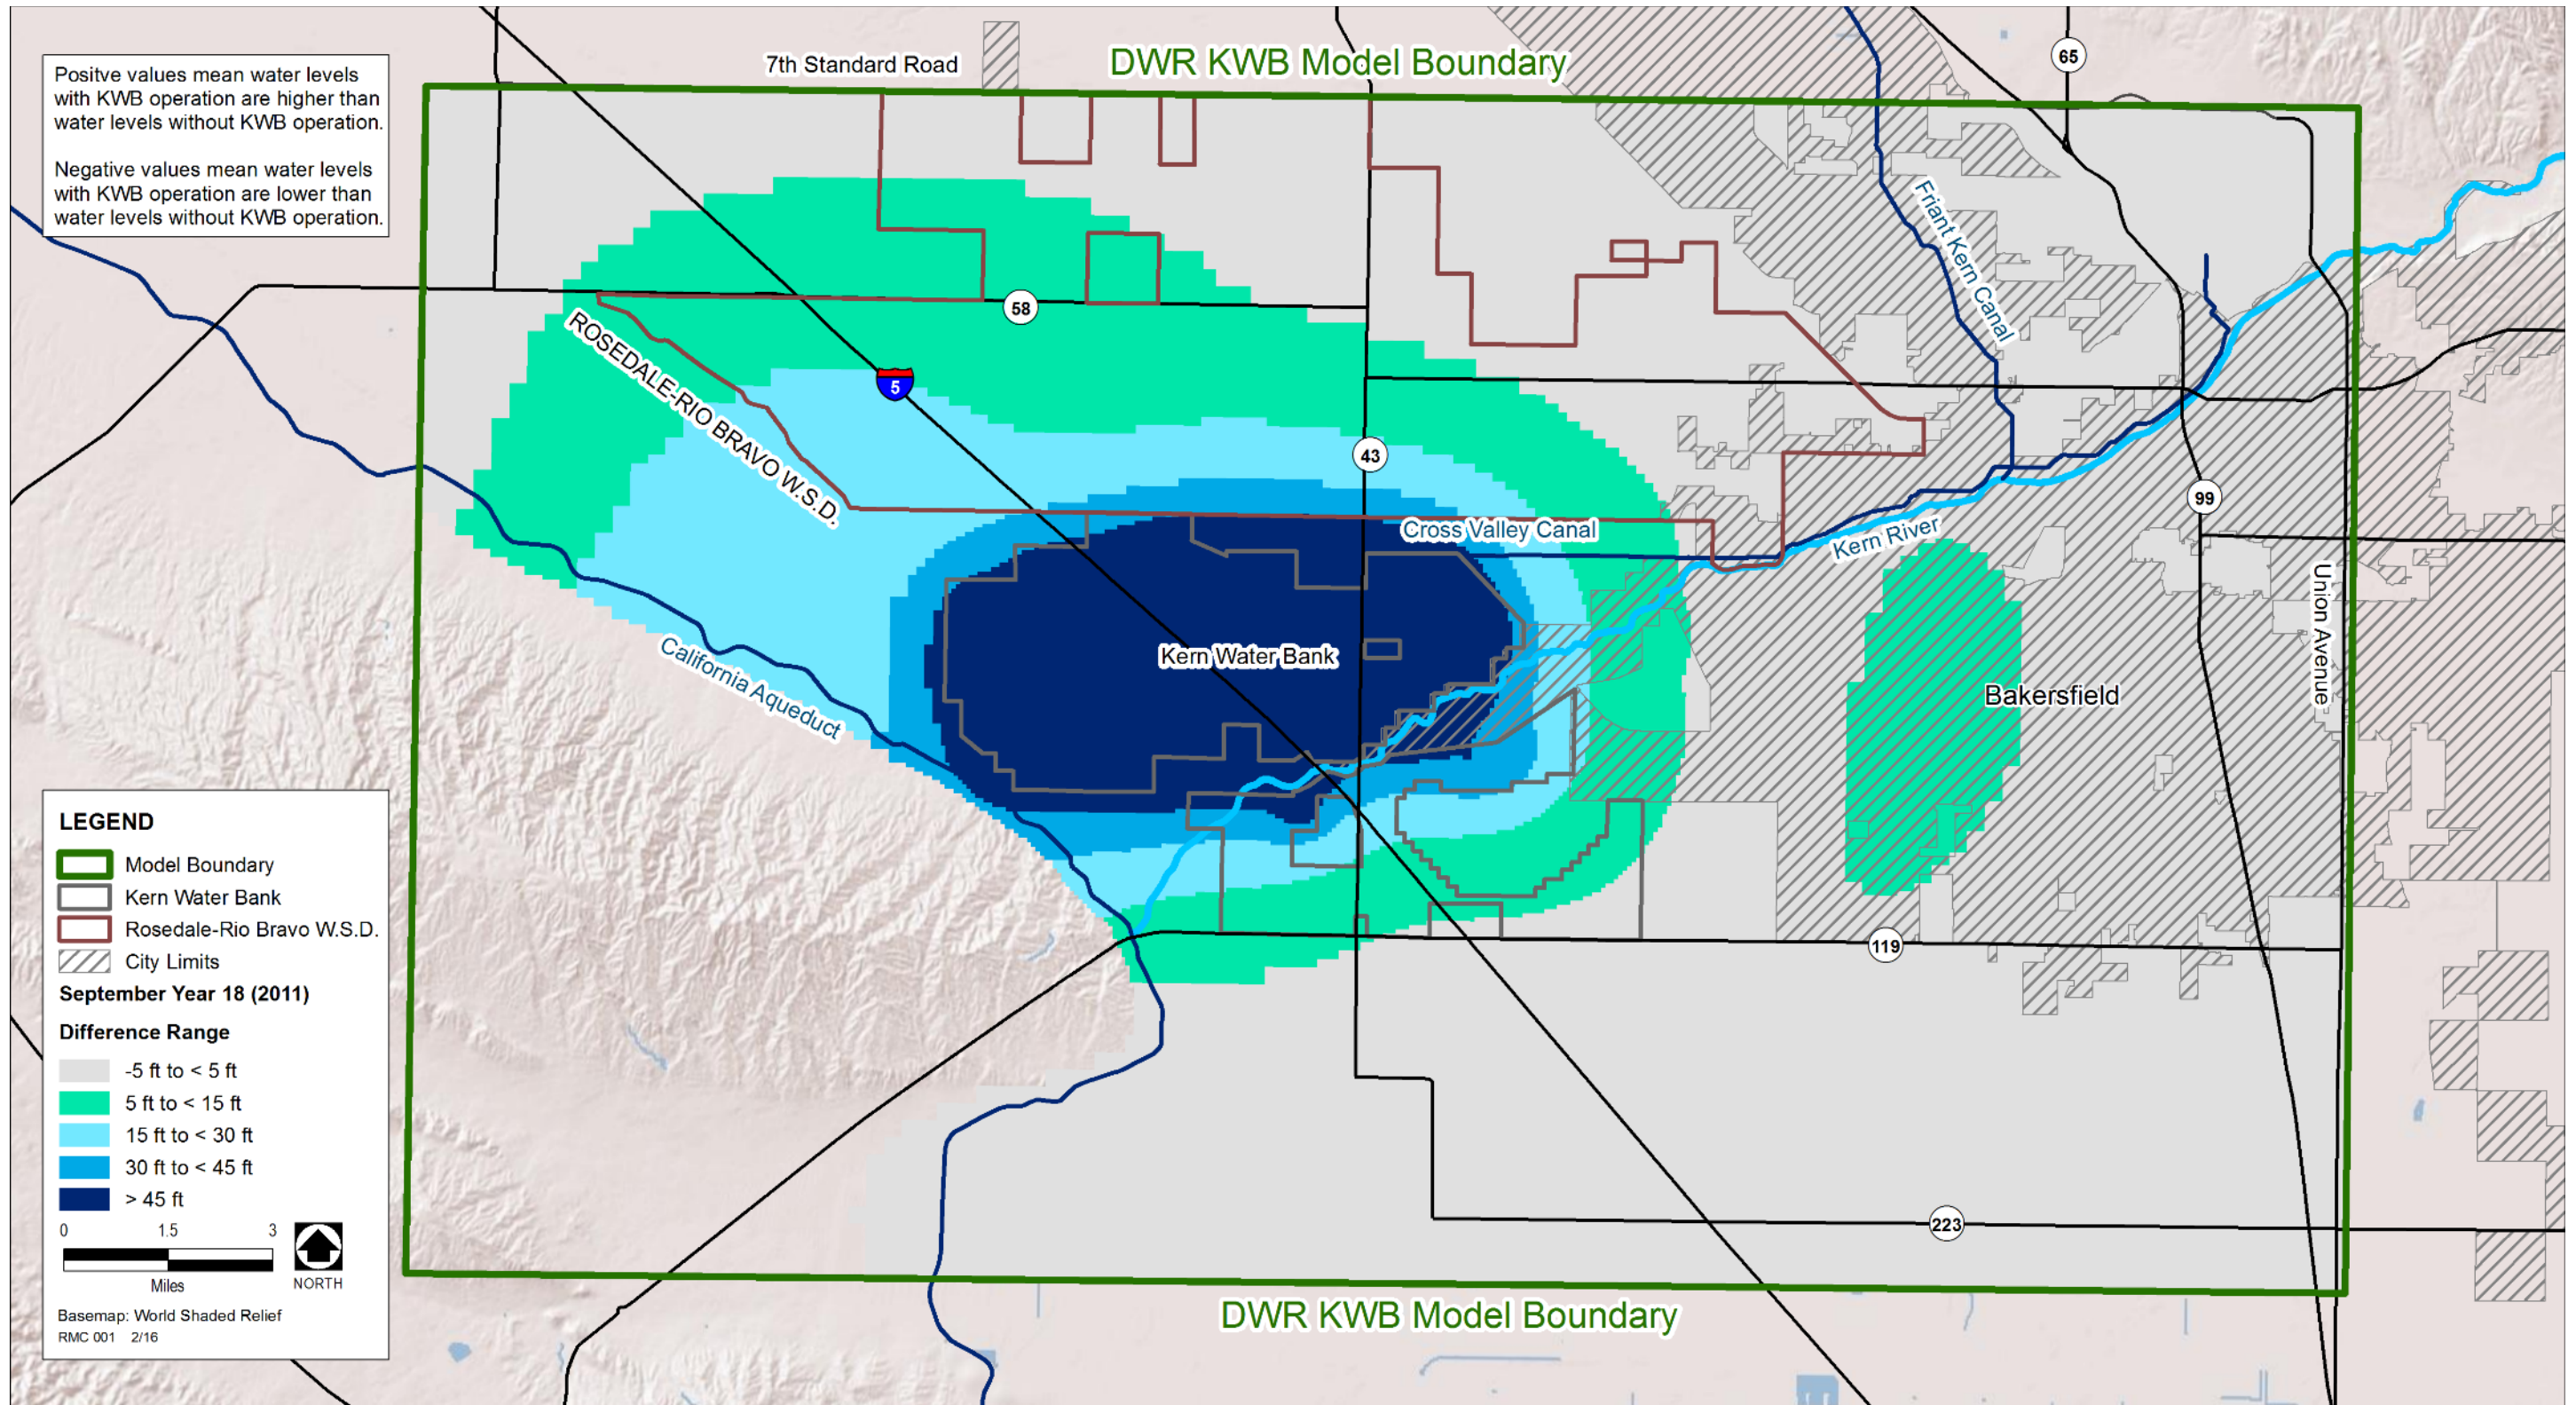 Positve values mean water levels
with KWB operation are higher than
water levels without KWB operation.
Negative values mean water levels
with KWB operation are lower than
water levels without KWB operation.
7th Standard Road
DWR KWB Model Boundary
65
Friant Kern Canal
58
ROSEDALE-RIO BRAVO W.S.D.
5
43
99
Cross Valley Canal
Kern River
Union Avenue
Kern Water Bank
California Aqueduct
Bakersfield
119
223
DWR KWB Model Boundary
LEGEND
Model Boundary
Kern Water Bank
Rosedale-Rio Bravo W.S.D.
City Limits
September Year 18 (2011)
Difference Range
-5 ft to < 5 ft
5 ft to < 15 ft
15 ft to < 30 ft
30 ft to < 45 ft
> 45 ft
0 1.5 3
Miles
NORTH
Basemap: World Shaded Relief
RMC 001 2/16